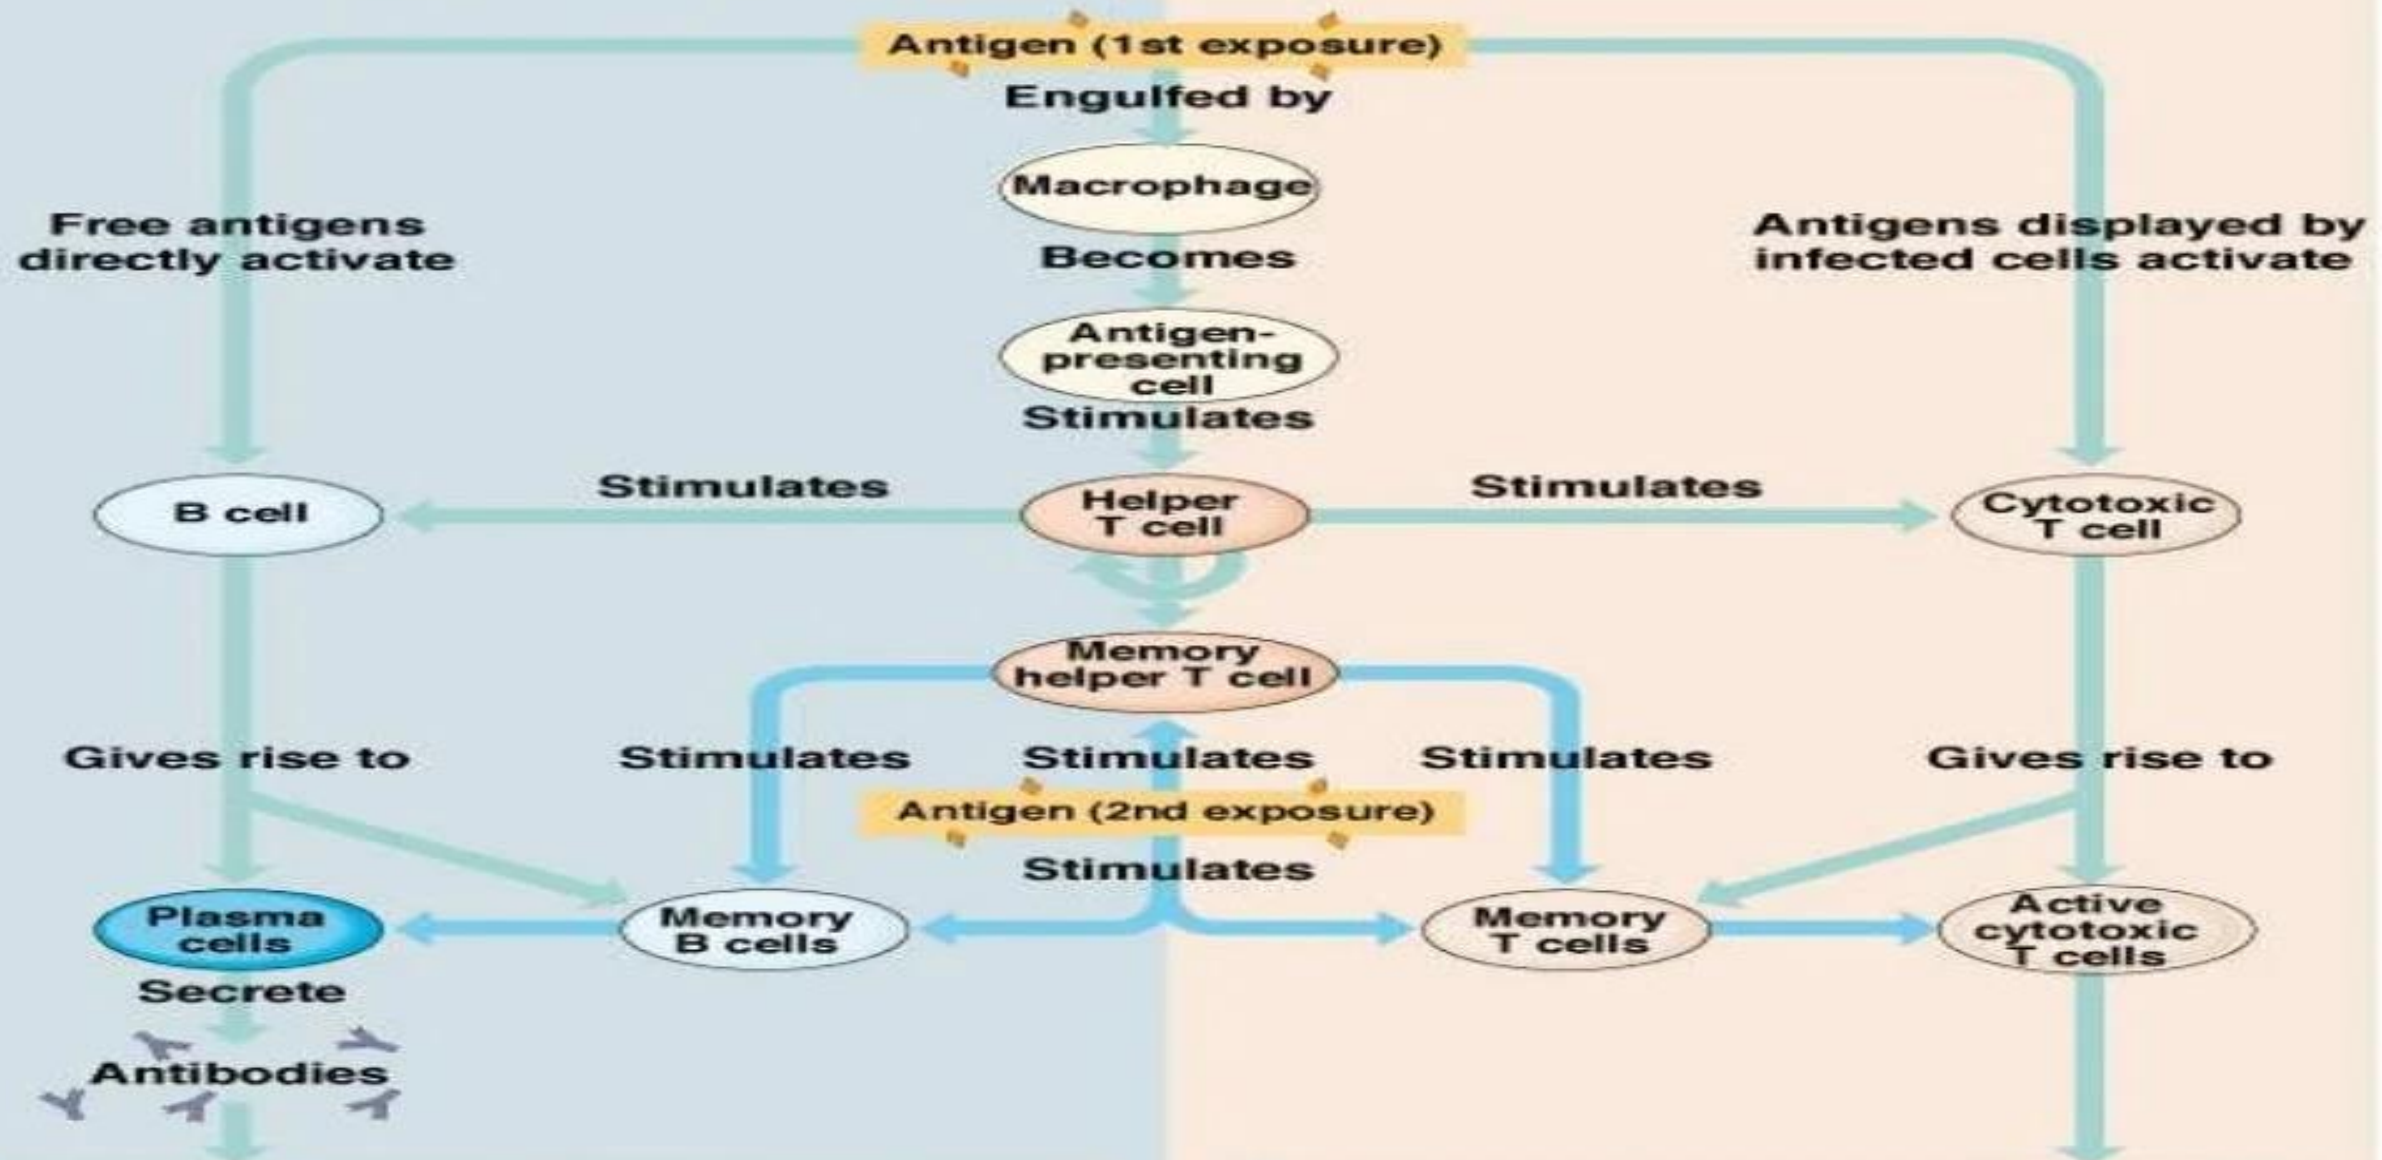 Antigen (1st exposure)
Engulfed by
Macrophage
Becomes
Free antigens
directly activate
Antigens displayed by
infected cells activate
Antigen-
presenting
cell
Stimulates
B cell
Stimulates
Helper
T cell
Stimulates
Cytotoxic
T cell
Memory
helper T cell
Gives rise to
Stimulates
Stimulates
Stimulates
Gives rise to
Antigen (2nd exposure)
Stimulates
Plasma
cells
Memory
B cells
Memory
T cells
Active
cytotoxic
T cells
Secrete
Antibodies